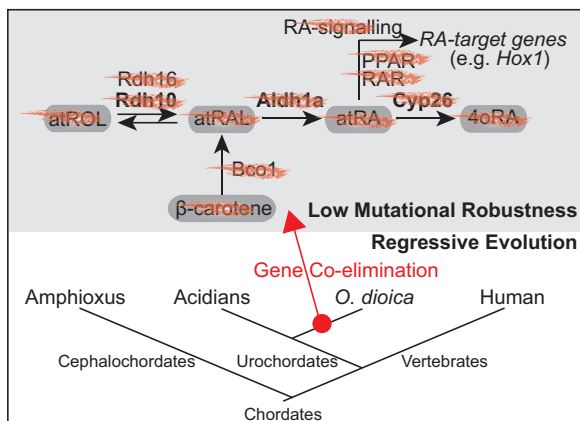 RA-signalling
RA-target genes
(e.g. Hox1)
PPAR
RAR
Rdh16
Rdh10
Aldh1a
Cyp26
atROL
atRAL
atRA
4oRA
Bco1
β-carotene
Low Mutational Robustness
Regressive Evolution
Gene Co-elimination
Amphioxus
Acidians
O. dioica
Human
Cephalochordates
Urochordates
Vertebrates
Chordates